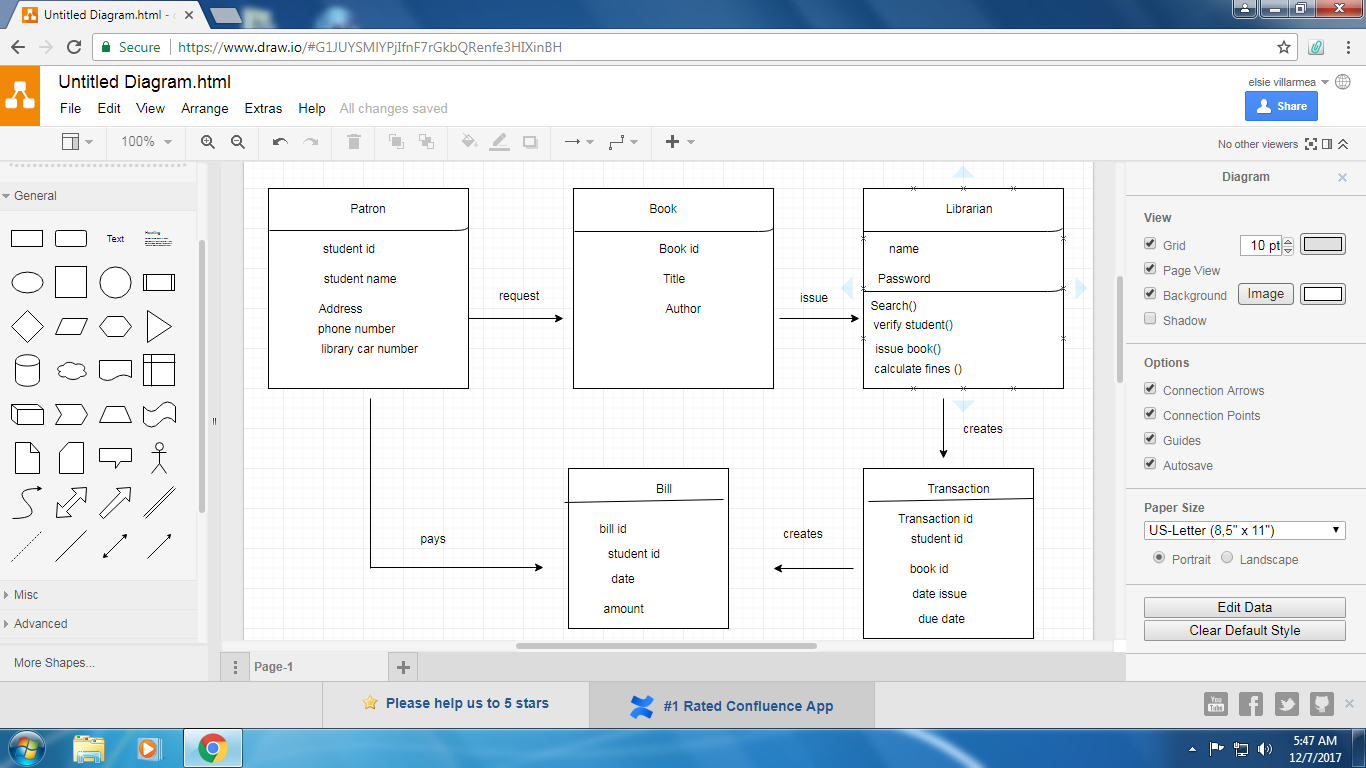 Untitled Diagram.html - d
Secure https://www.draw.io/#G1JUYSMlYPjIfnF7rGkbQRenfe3HIXinBH
Untitled Diagram.html
elsie villarmea
File Edit View Arrange Extras Help All changes saved
Share
100%
No other viewers
General
Text
Heading
Misc
Advanced
More Shapes...
Patron
student id
student name
Address
phone number
library car number
request
Book
Book id
Title
Author
issue
Librarian
name
Password
Search()
verify student()
issue book()
calculate fines ()
creates
pays
Bill
bill id
student id
date
amount
creates
Transaction
Transaction id
student id
book id
date issue
due date
Diagram
View
Grid 10 pt
Page View
Background Image
Shadow
Options
Connection Arrows
Connection Points
Guides
Autosave
Paper Size
US-Letter (8,5" x 11")
Portrait Landscape
Edit Data
Clear Default Style
Page-1
Please help us to 5 stars
#1 Rated Confluence App
You
Tube
5:47 AM
12/7/2017